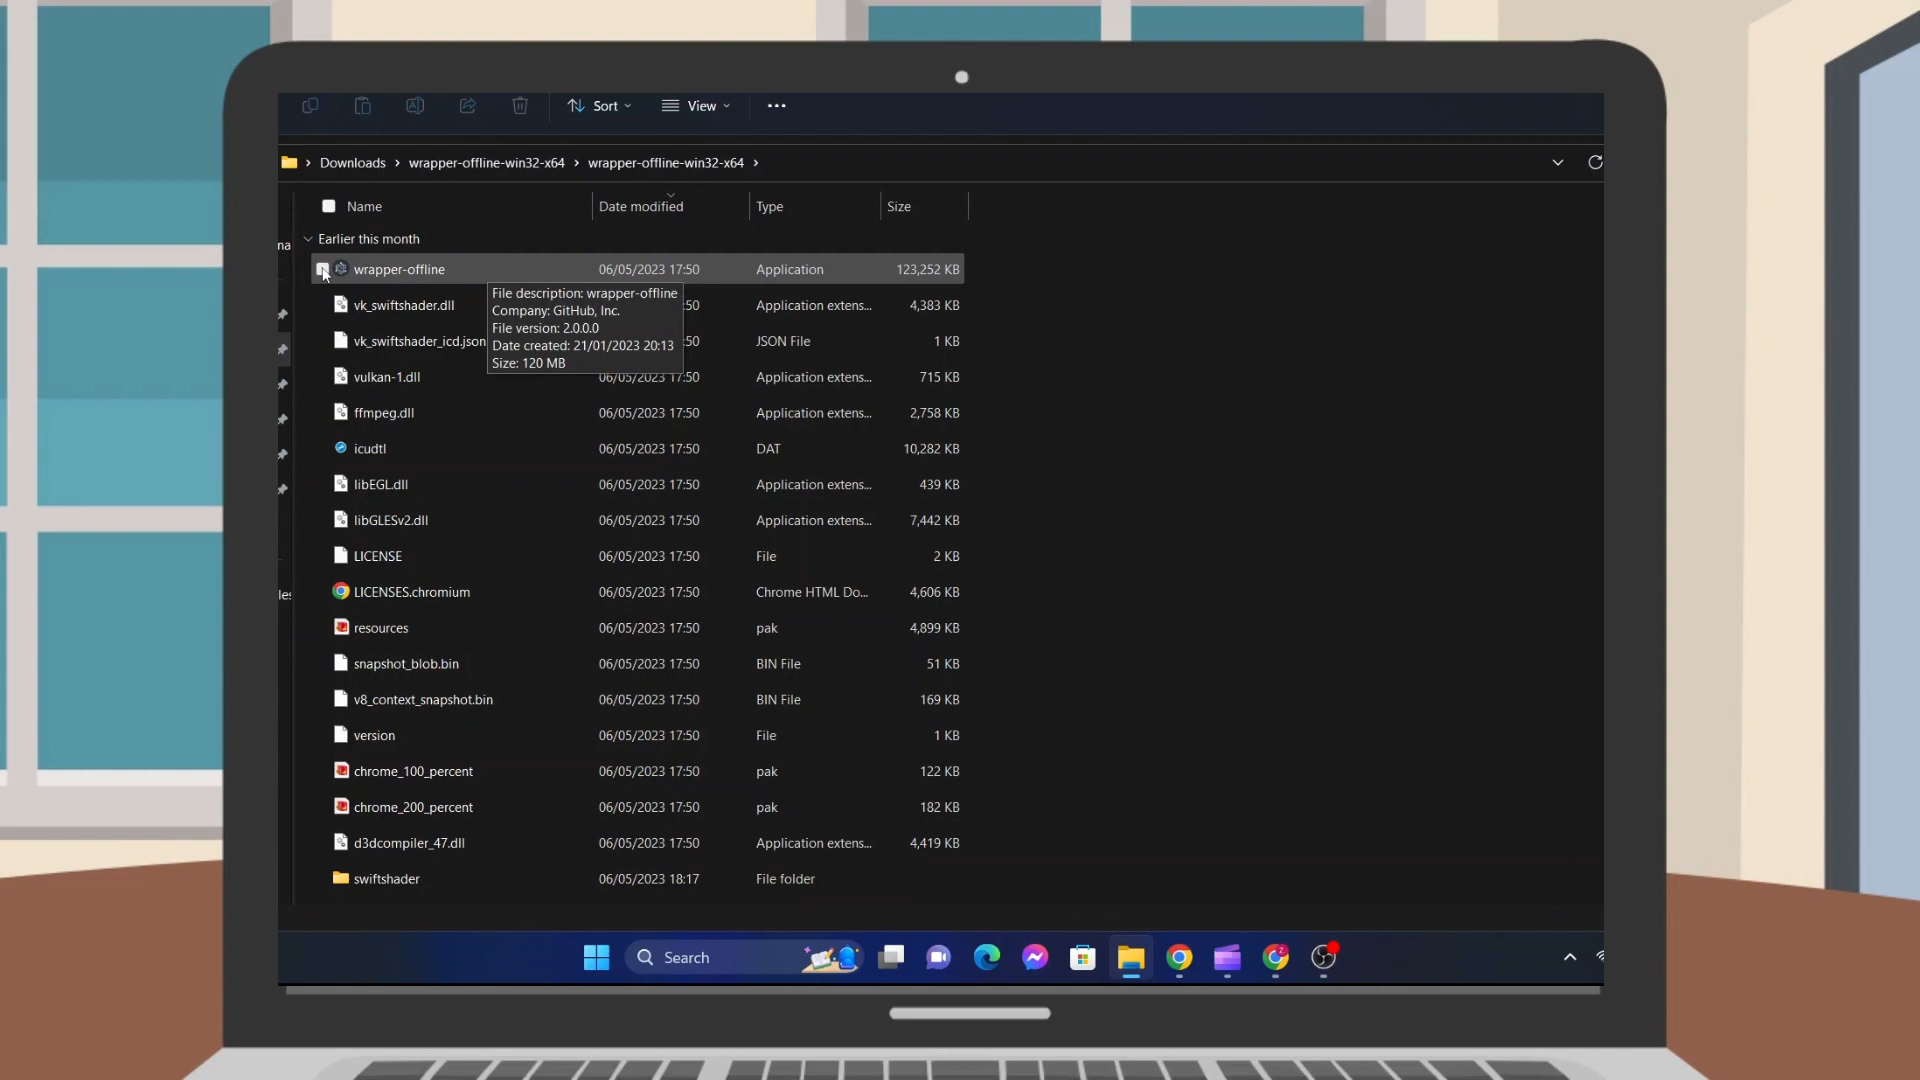 Sort
View
Downloads > wrapper-offline-win32-x64 > wrapper-offline-win32-x64 >
Name Date modified Type Size
na
Earlier this month
wrapper-offline 06/05/2023 17:50 Application 123,252 KB
File description: wrapper-offline
Company: GitHub, Inc.
File version: 2.0.0.0
Date created: 21/01/2023 20:13
Size: 120 MB
vk_swiftshader.dll :50 Application extens... 4,383 KB
vk_swiftshader_icd.json :50 JSON File 1 KB
vulkan-1.dll 06/05/2023 17:50 Application extens... 715 KB
ffmpeg.dll 06/05/2023 17:50 Application extens... 2,758 KB
icudtl 06/05/2023 17:50 DAT 10,282 KB
libEGL.dll 06/05/2023 17:50 Application extens... 439 KB
libGLESv2.dll 06/05/2023 17:50 Application extens... 7,442 KB
LICENSE 06/05/2023 17:50 File 2 KB
les
LICENSES.chromium 06/05/2023 17:50 Chrome HTML Do... 4,606 KB
resources 06/05/2023 17:50 pak 4,899 KB
snapshot_blob.bin 06/05/2023 17:50 BIN File 51 KB
v8_context_snapshot.bin 06/05/2023 17:50 BIN File 169 KB
version 06/05/2023 17:50 File 1 KB
chrome_100_percent 06/05/2023 17:50 pak 122 KB
chrome_200_percent 06/05/2023 17:50 pak 182 KB
d3dcompiler_47.dll 06/05/2023 17:50 Application extens... 4,419 KB
swiftshader 06/05/2023 18:17 File folder
Search